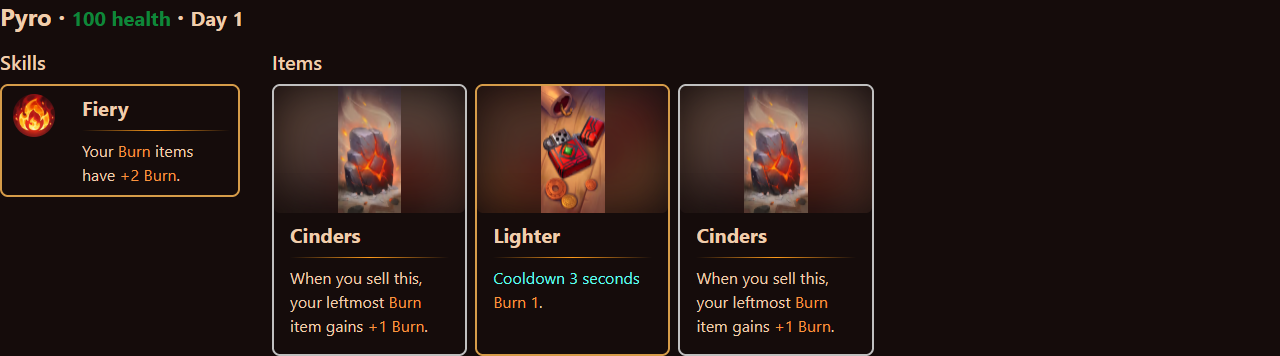 Pyro • 100 health • Day 1
Skills
Fiery
Your Burn items
have +2 Burn.
Items
Cinders
When you sell this,
your leftmost Burn
item gains +1 Burn.
Lighter
Cooldown 3 seconds
Burn 1.
Cinders
When you sell this,
your leftmost Burn
item gains +1 Burn.